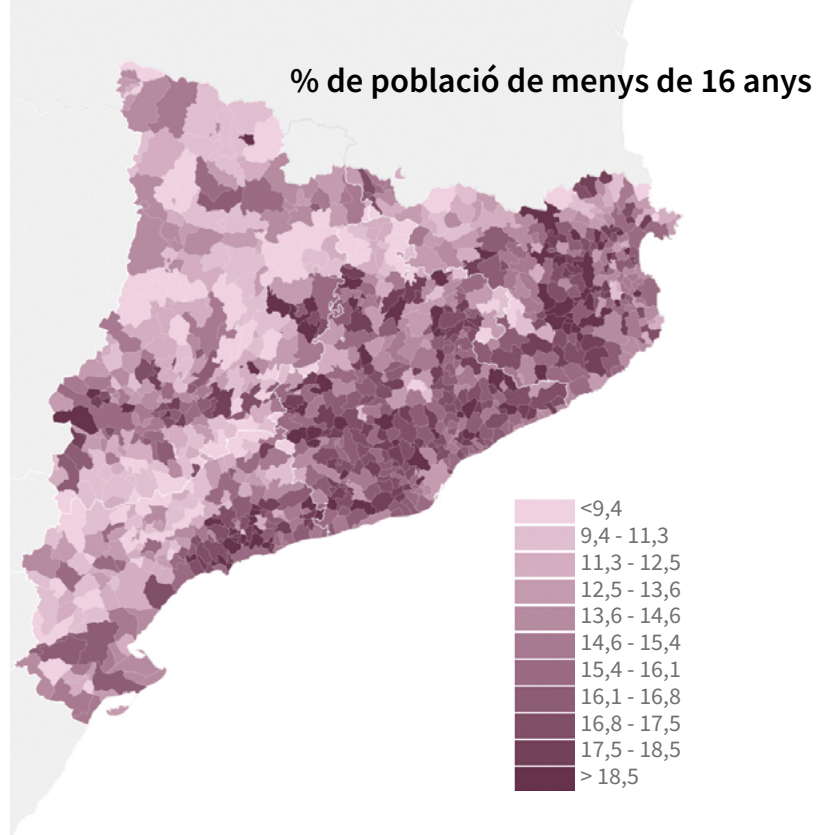 % de població de menys de 16 anys
<9,4
9,4 - 11,3
11,3 - 12,5
12,5 - 13,6
13,6 - 14,6
14,6 - 15,4
15,4 - 16,1
16,1 - 16,8
16,8 - 17,5
17,5 - 18,5
> 18,5